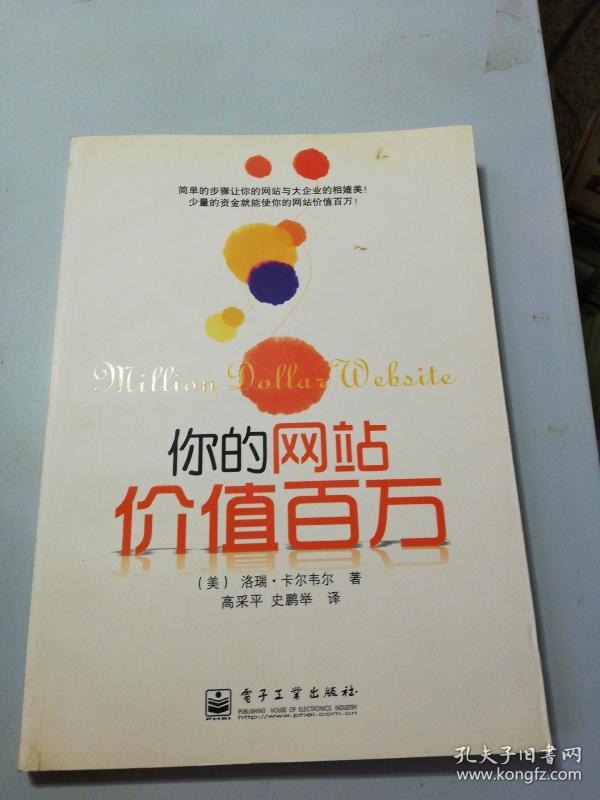 简单的步骤让你的网站与大企业的相媲美！
少量的资金就能使你的网站价值百万！
Million Dollar Website
你的网站
价值百万
（美） 洛瑞·卡尔韦尔 著
高采平 史鹏举 译
PHEI
电子工业出版社
PUBLISHING HOUSE OF ELECTRONICS INDUSTRY
http://www.phei.com.cn
孔夫子旧书网
www.kongfz.com